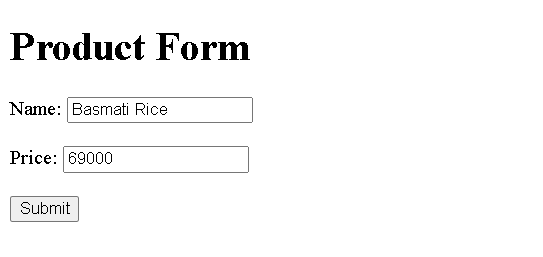 Product Form
Name: Basmati Rice
Price: 69000
Submit